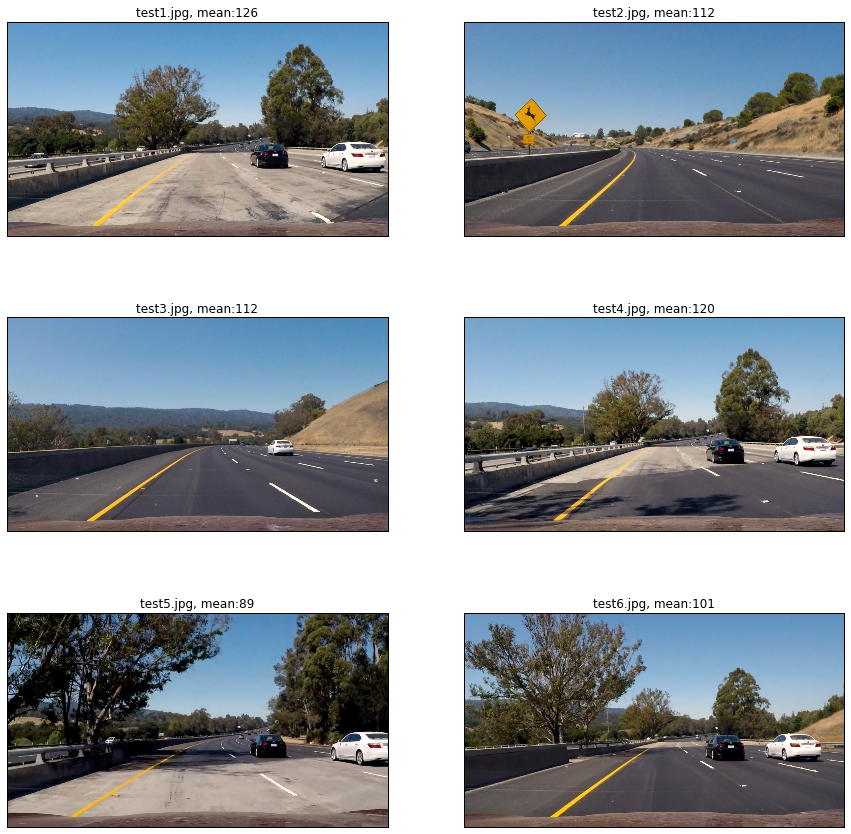 test1.jpg, mean:126
test2.jpg, mean:112
test3.jpg, mean:112
test4.jpg, mean:120
test5.jpg, mean:89
test6.jpg, mean:101